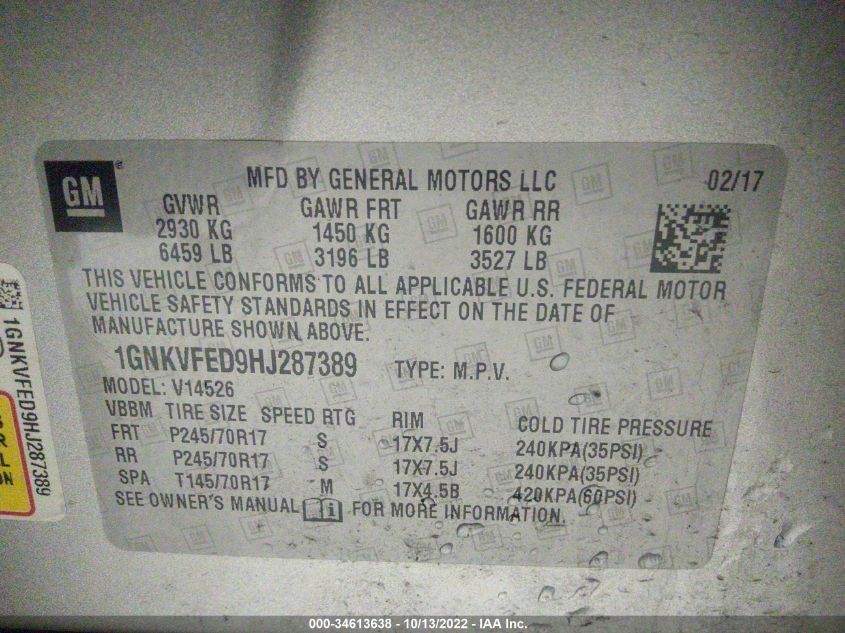 GM
MFD BY GENERAL MOTORS LLC 02/17
GVWR GAWR FRT GAWR RR
2930 KG 1450 KG 1600 KG
6459 LB 3196 LB 3527 LB
THIS VEHICLE CONFORMS TO ALL APPLICABLE U.S. FEDERAL MOTOR
VEHICLE SAFETY STANDARDS IN EFFECT ON THE DATE OF
MANUFACTURE SHOWN ABOVE.
1GNKVFED9HJ287389 TYPE: M.P.V.
MODEL: V14526
VBBM TIRE SIZE SPEED RTG RIM COLD TIRE PRESSURE
FRT P245/70R17 S 17X7.5J 240KPA(35PSI)
RR P245/70R17 S 17X7.5J 240KPA(35PSI)
SPA T145/70R17 M 17X4.5B 420KPA(60PSI)
SEE OWNER'S MANUAL i FOR MORE INFORMATION.
1GNKVFED9HJ287389
000-34613638 - 10/13/2022 - IAA Inc.